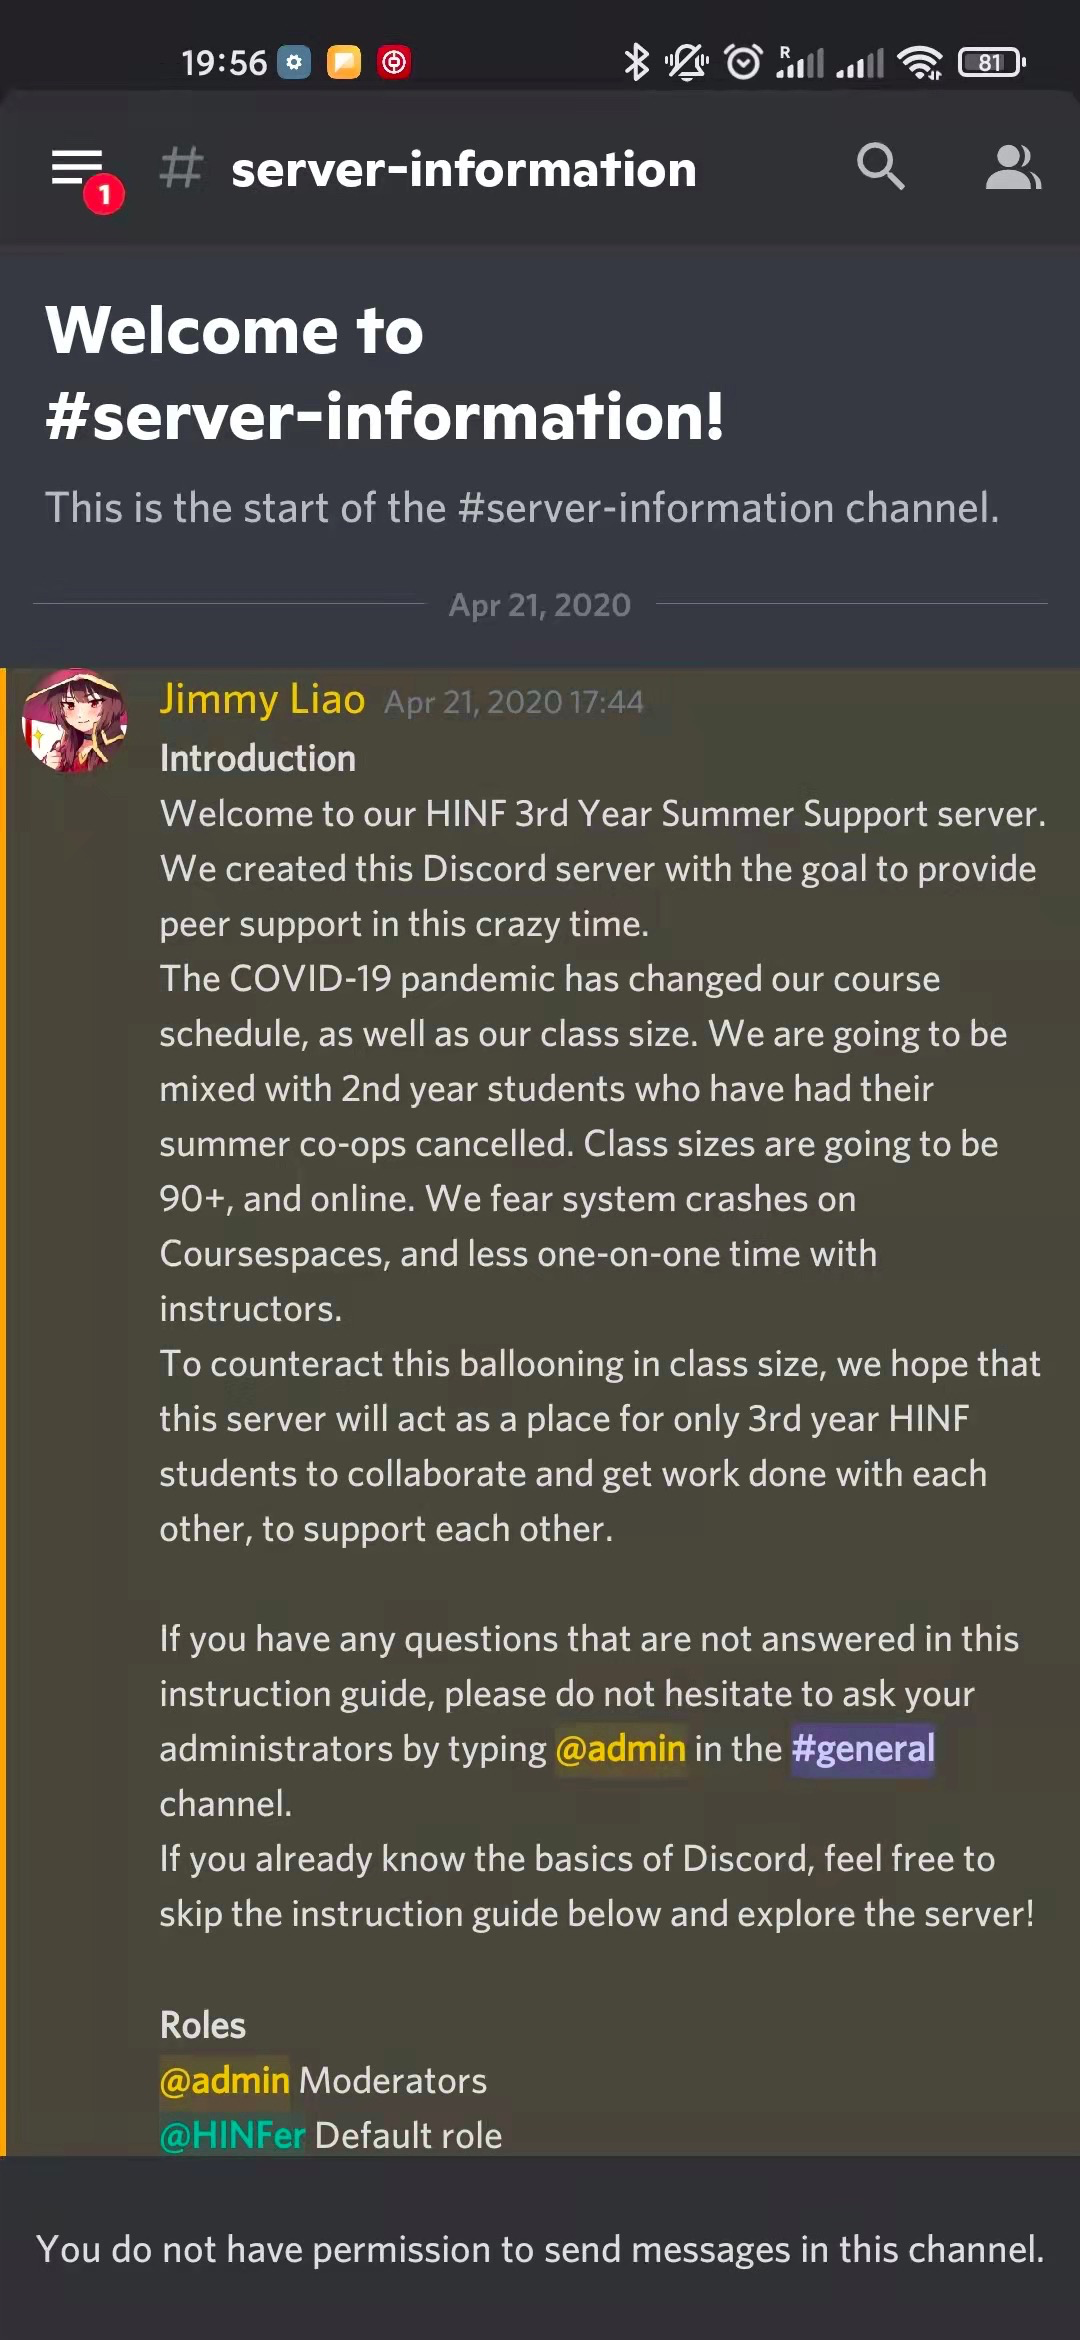 19:56
R
81
1
# server-information
Welcome to
#server-information!
This is the start of the #server-information channel.
Apr 21, 2020
Jimmy Liao Apr 21, 2020 17:44
Introduction
Welcome to our HINF 3rd Year Summer Support server.
We created this Discord server with the goal to provide
peer support in this crazy time.
The COVID-19 pandemic has changed our course
schedule, as well as our class size. We are going to be
mixed with 2nd year students who have had their
summer co-ops cancelled. Class sizes are going to be
90+, and online. We fear system crashes on
Coursespaces, and less one-on-one time with
instructors.
To counteract this ballooning in class size, we hope that
this server will act as a place for only 3rd year HINF
students to collaborate and get work done with each
other, to support each other.
If you have any questions that are not answered in this
instruction guide, please do not hesitate to ask your
administrators by typing @admin in the #general
channel.
If you already know the basics of Discord, feel free to
skip the instruction guide below and explore the server!
Roles
@admin Moderators
@HINFer Default role
You do not have permission to send messages in this channel.